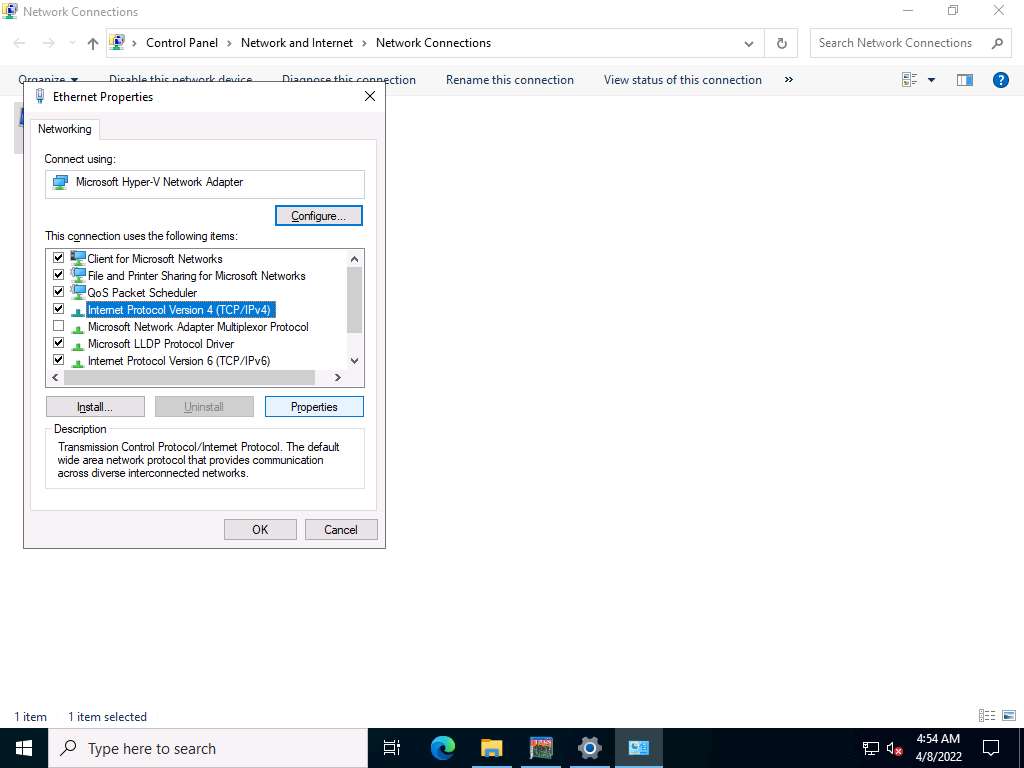 Network Connections
Control Panel > Network and Internet > Network Connections
Search Network Connections
Organize
Disable this network device
Diagnose this connection
Rename this connection
View status of this connection
»
Ethernet Properties
Networking
Connect using:
Microsoft Hyper-V Network Adapter
Configure...
This connection uses the following items:
Client for Microsoft Networks
File and Printer Sharing for Microsoft Networks
QoS Packet Scheduler
Internet Protocol Version 4 (TCP/IPv4)
Microsoft Network Adapter Multiplexor Protocol
Microsoft LLDP Protocol Driver
Internet Protocol Version 6 (TCP/IPv6)
Install...
Uninstall
Properties
Description
Transmission Control Protocol/Internet Protocol. The default
wide area network protocol that provides communication
across diverse interconnected networks.
OK
Cancel
1 item
1 item selected
Type here to search
4:54 AM
4/8/2022